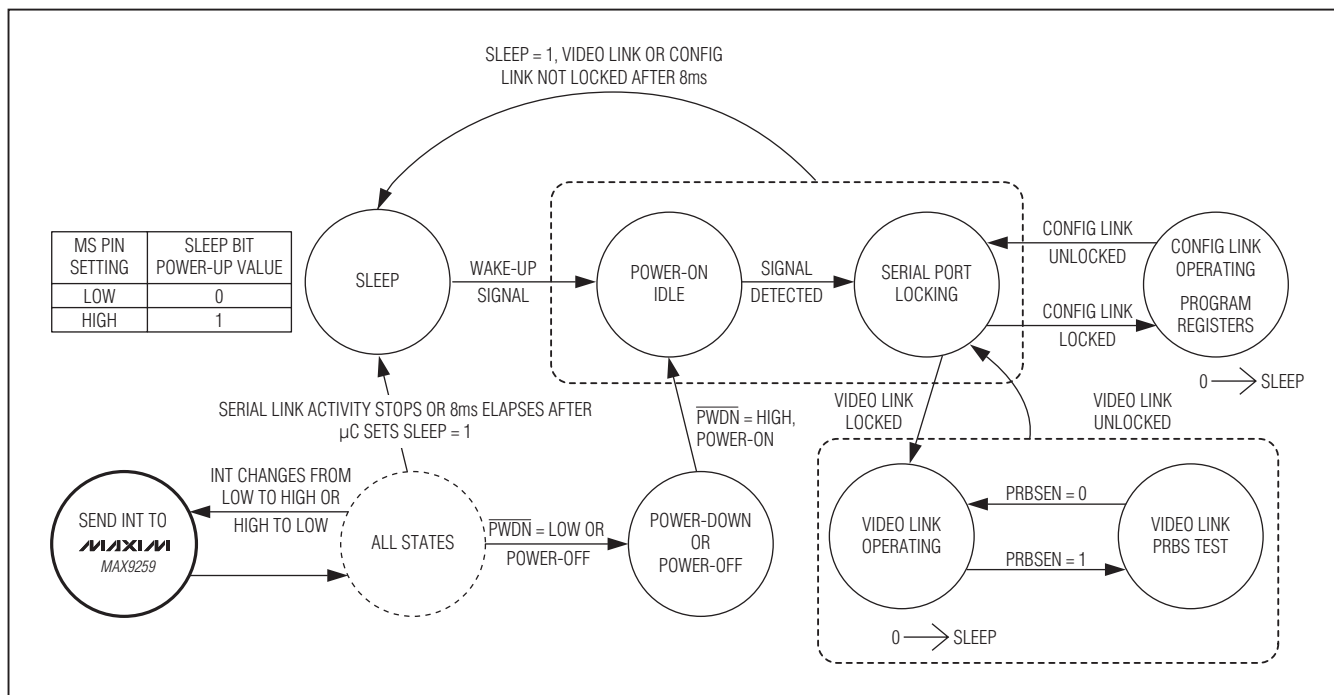 SLEEP = 1, VIDEO LINK OR CONFIG
LINK NOT LOCKED AFTER 8ms
MS PIN
SETTING
SLEEP BIT
POWER-UP VALUE
LOW
0
HIGH
1
SLEEP
WAKE-UP
SIGNAL
POWER-ON
IDLE
SIGNAL
DETECTED
SERIAL PORT
LOCKING
CONFIG LINK
UNLOCKED
CONFIG LINK
LOCKED
CONFIG LINK
OPERATING
PROGRAM
REGISTERS
0 → SLEEP
SERIAL LINK ACTIVITY STOPS OR 8ms ELAPSES AFTER
µC SETS SLEEP = 1
PWDN = HIGH,
POWER-ON
VIDEO LINK
LOCKED
VIDEO LINK
UNLOCKED
INT CHANGES FROM
LOW TO HIGH OR
HIGH TO LOW
SEND INT TO
MAXIM
MAX9259
ALL STATES
PWDN = LOW OR
POWER-OFF
POWER-DOWN
OR
POWER-OFF
VIDEO LINK
OPERATING
PRBSEN = 0
PRBSEN = 1
VIDEO LINK
PRBS TEST
0 → SLEEP